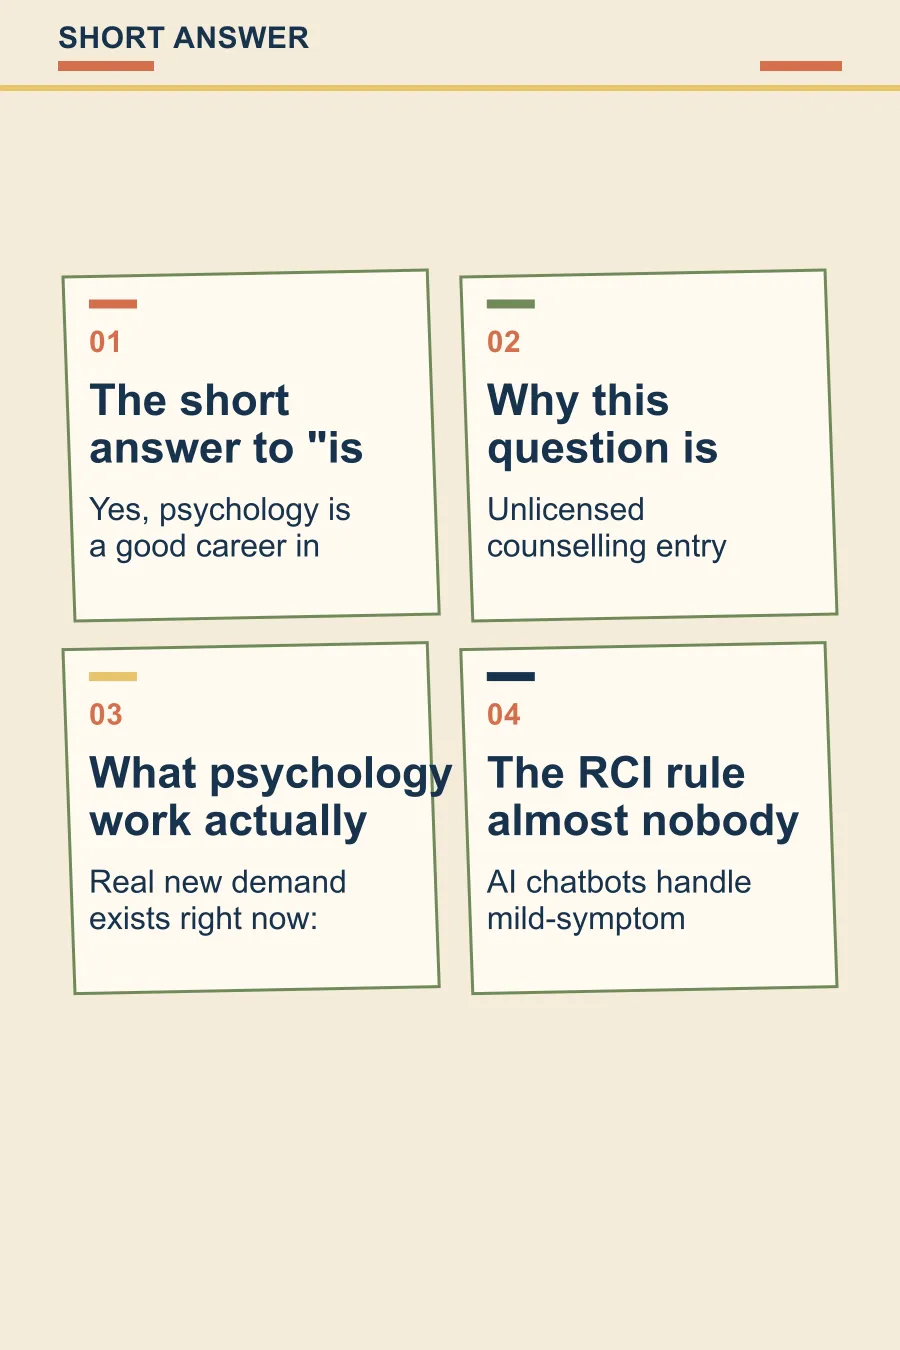 SHORT ANSWER
01
The short
answer to "is
Yes, psychology is
a good career in
02
Why this
question is
Unlicensed
counselling entry
03
What psychology
work actually
Real new demand
exists right now:
04
The RCI rule
almost nobody
AI chatbots handle
mild-symptom